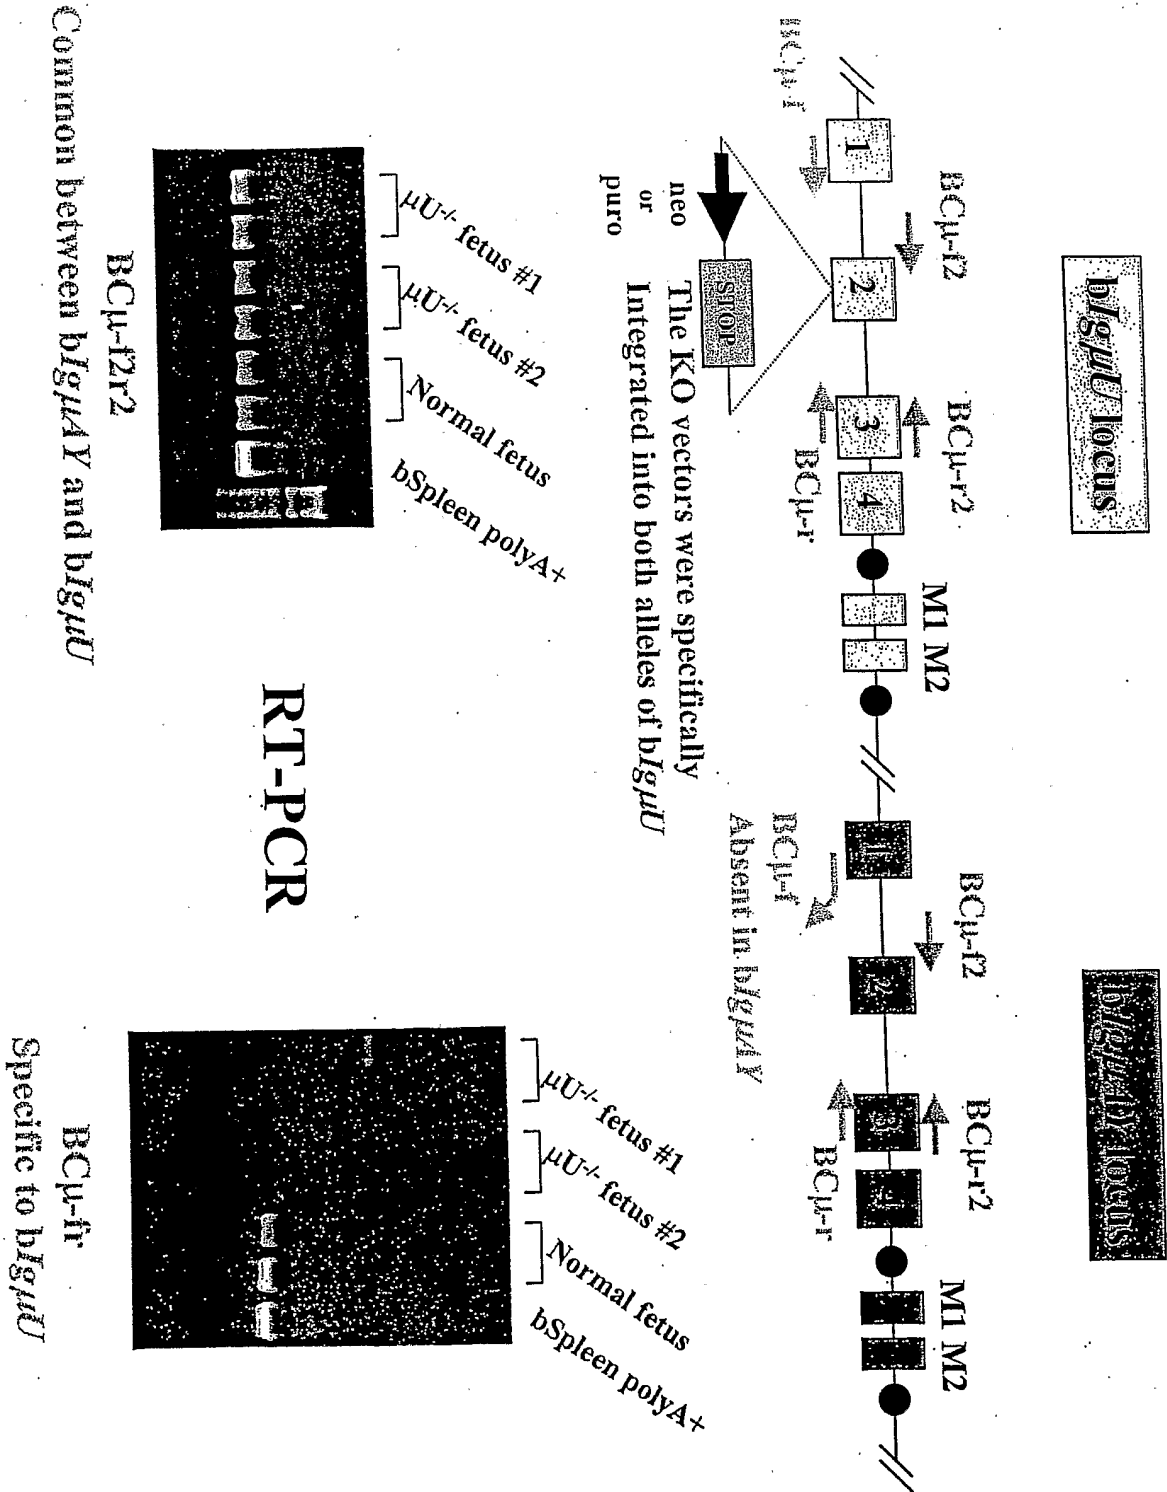 bIgμU locus
bIgμAY locus
BCμ-f2
BCμ-r2
M1 M2
BCμ-f2
BCμ-r2
M1 M2
1
2
3
4
1
2
3
4
BCμ-f
BCμ-r
BCμ-f
BCμ-r
Absent in bIgμAY
STOP
neo
or
puro
The KO vectors were specifically
Integrated into both alleles of bIgμU
μU-/- fetus #1
μU-/- fetus #2
Normal fetus
bSpleen polyA+
μU-/- fetus #1
μU-/- fetus #2
Normal fetus
bSpleen polyA+
RT-PCR
BCμ-f2r2
Common between bIgμAY and bIgμU
BCμ-fr
Specific to bIgμU